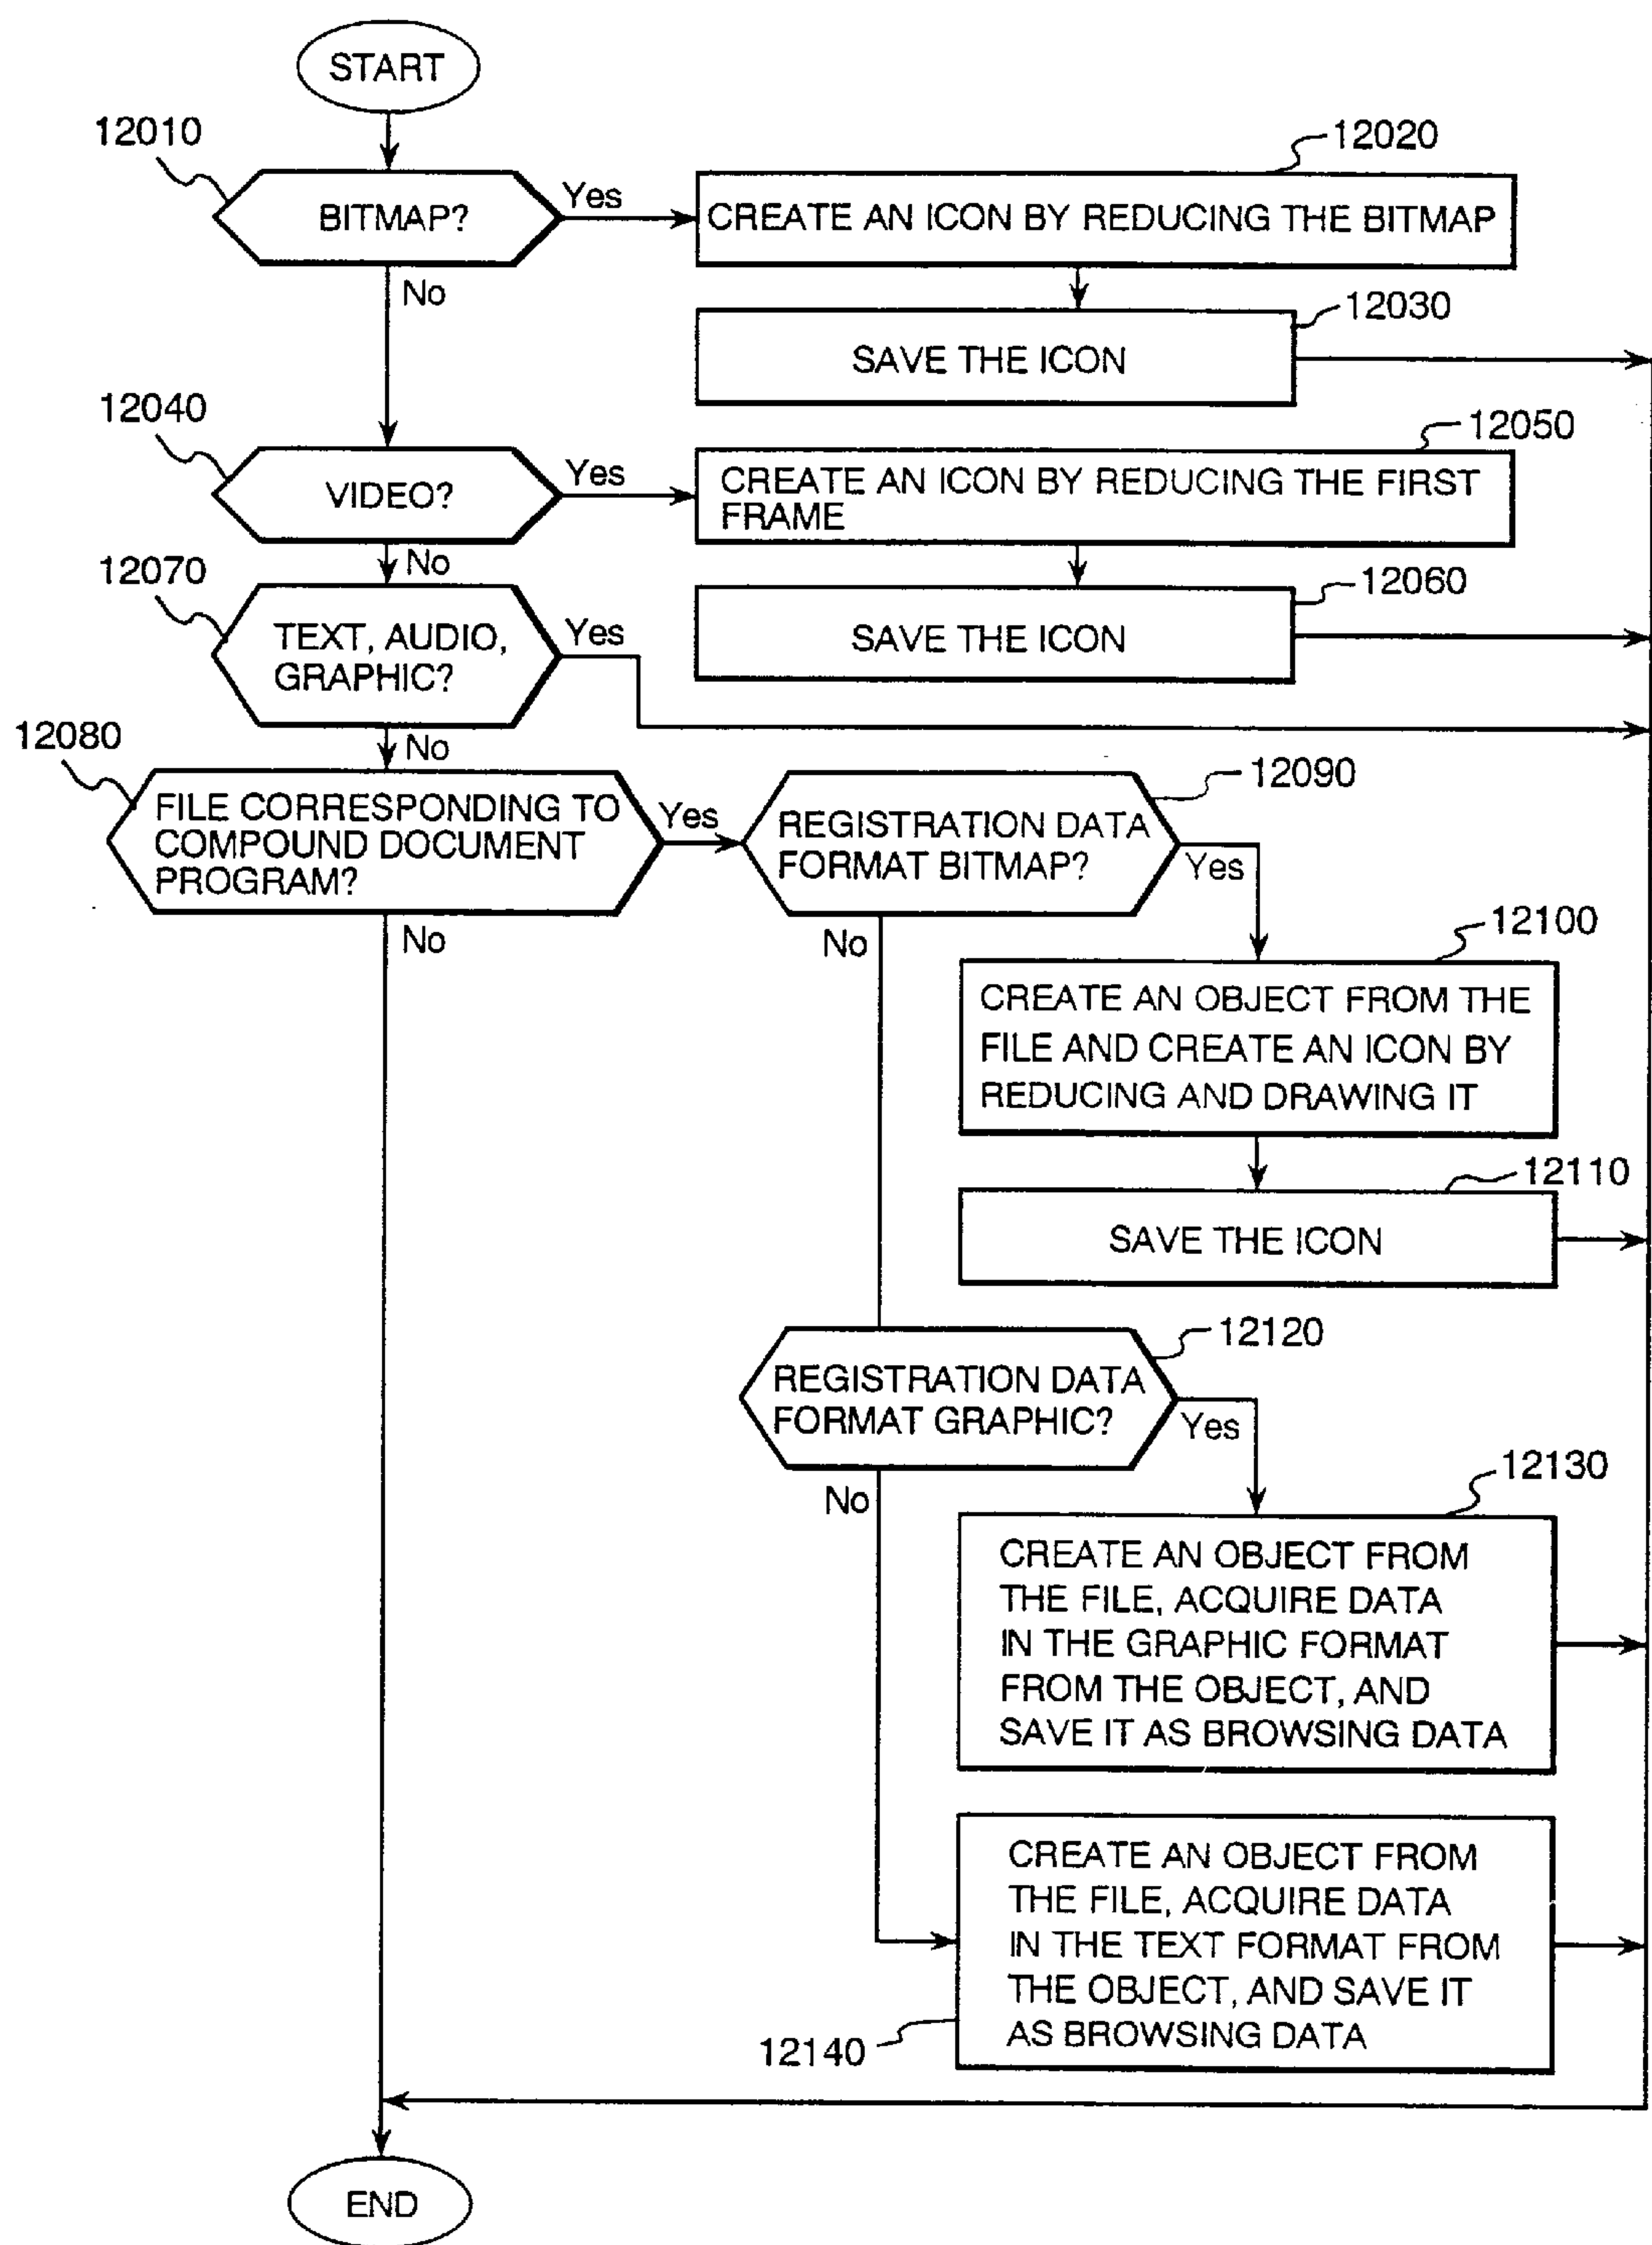 START
12010
BITMAP?
Yes
No
12020
CREATE AN ICON BY REDUCING THE BITMAP
12030
SAVE THE ICON
12040
VIDEO?
Yes
No
12050
CREATE AN ICON BY REDUCING THE FIRST
FRAME
12060
SAVE THE ICON
12070
TEXT, AUDIO,
GRAPHIC?
Yes
No
12080
FILE CORRESPONDING TO
COMPOUND DOCUMENT
PROGRAM?
Yes
No
12090
REGISTRATION DATA
FORMAT BITMAP?
Yes
No
12100
CREATE AN OBJECT FROM THE
FILE AND CREATE AN ICON BY
REDUCING AND DRAWING IT
12110
SAVE THE ICON
12120
REGISTRATION DATA
FORMAT GRAPHIC?
Yes
No
12130
CREATE AN OBJECT FROM
THE FILE, ACQUIRE DATA
IN THE GRAPHIC FORMAT
FROM THE OBJECT, AND
SAVE IT AS BROWSING DATA
12140
CREATE AN OBJECT FROM
THE FILE, ACQUIRE DATA
IN THE TEXT FORMAT FROM
THE OBJECT, AND SAVE IT
AS BROWSING DATA
END